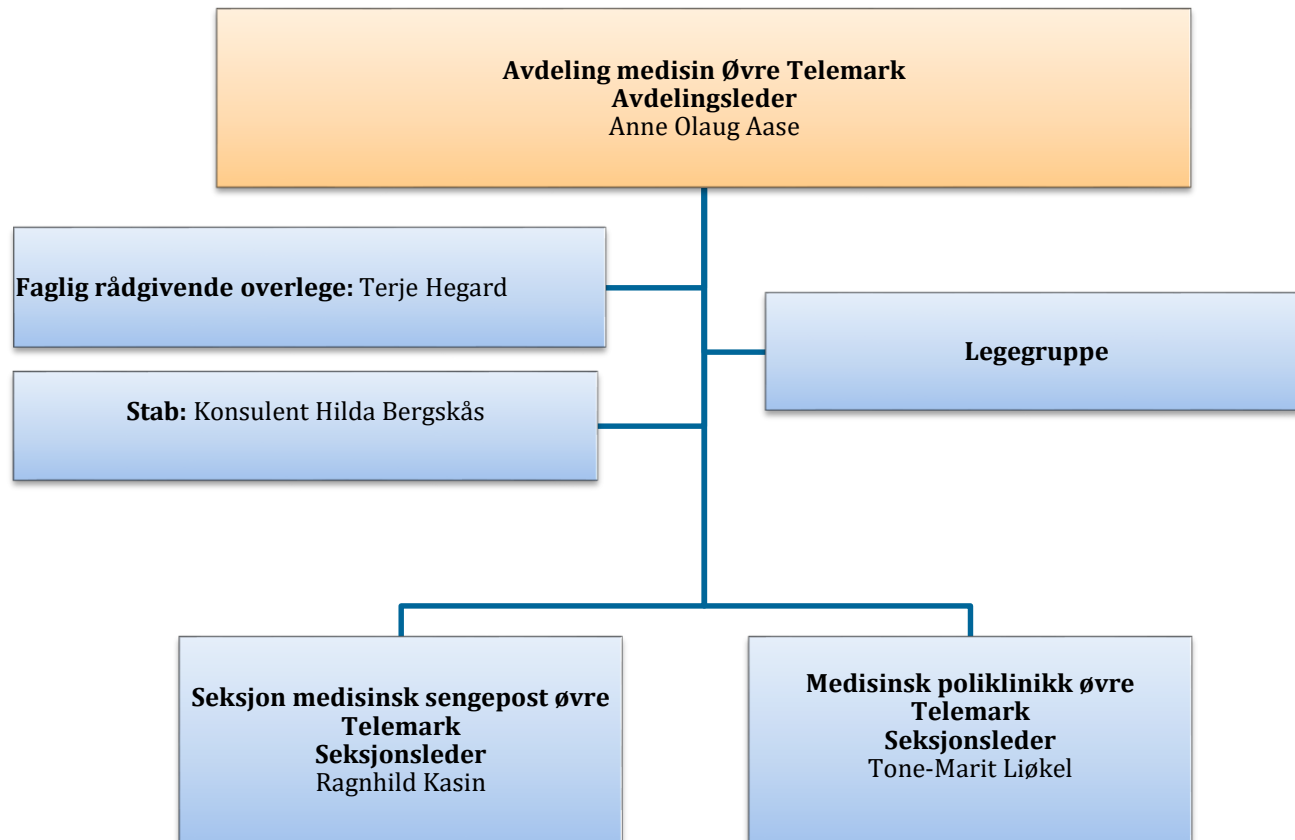 Avdeling medisin Øvre Telemark
Avdelingsleder
Anne Olaug Aase
Faglig rådgivende overlege: Terje Hegard
Legegruppe
Stab: Konsulent Hilda Bergskås
Seksjon medisinsk sengepost øvre
Telemark
Seksjonsleder
Ragnhild Kasin
Medisinsk poliklinikk øvre
Telemark
Seksjonsleder
Tone-Marit Liøkel